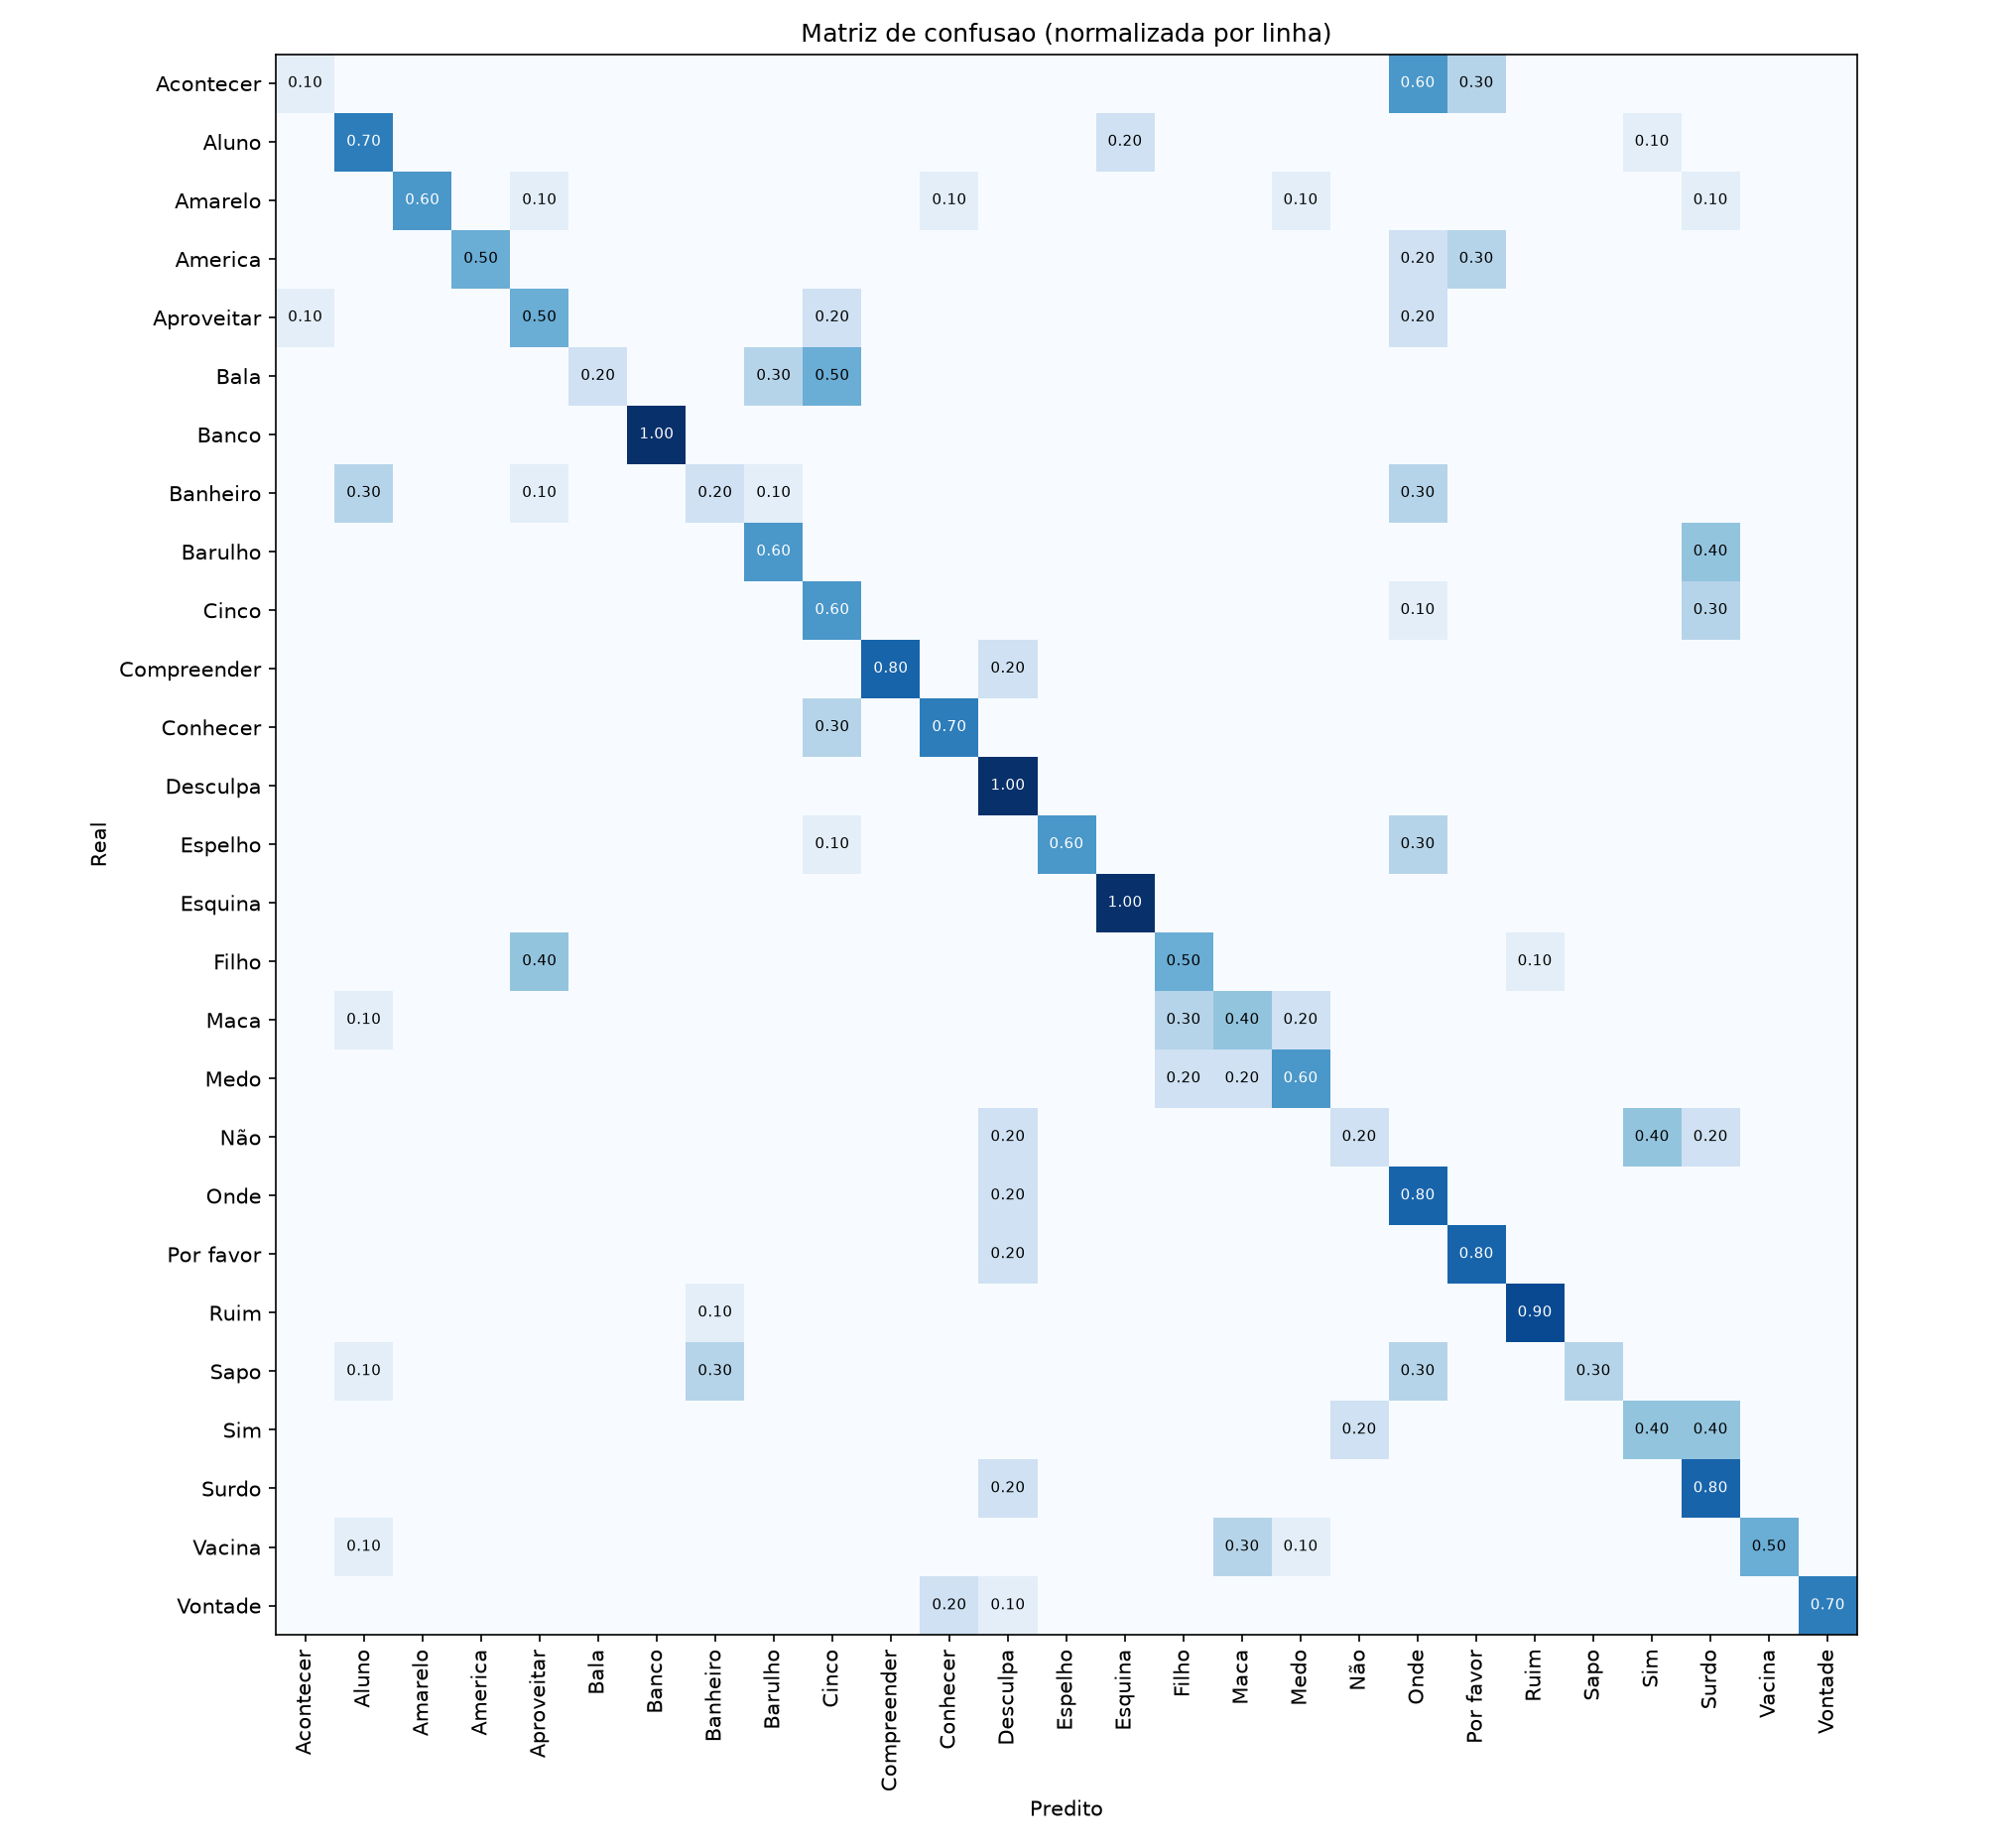 Matriz de confusao (normalizada por linha)
Acontecer 0.10 0.60 0.30
Aluno 0.70 0.20 0.10
Amarelo 0.60 0.10 0.10 0.10 0.10
America 0.50 0.20 0.30
Aproveitar 0.10 0.50 0.20 0.20
Bala 0.20 0.30 0.50
Banco 1.00
Banheiro 0.30 0.10 0.20 0.10 0.30
Barulho 0.60 0.40
Cinco 0.60 0.10 0.30
Compreender 0.80 0.20
Conhecer 0.30 0.70
Desculpa 1.00
Real
Espelho 0.10 0.60 0.30
Esquina 1.00
Filho 0.40 0.50 0.10
Maca 0.10 0.30 0.40 0.20
Medo 0.20 0.20 0.60
Não 0.20 0.20 0.40 0.20
Onde 0.20 0.80
Por favor 0.20 0.80
Ruim 0.10 0.90
Sapo 0.10 0.30 0.30 0.30
Sim 0.20 0.40 0.40
Surdo 0.20 0.80
Vacina 0.10 0.30 0.10 0.50
Vontade 0.20 0.10 0.70
Acontecer Aluno Amarelo America Aproveitar Bala Banco Banheiro Barulho Cinco Compreender Conhecer Desculpa Espelho Esquina Filho Maca Medo Não Onde Por favor Ruim Sapo Sim Surdo Vacina Vontade
Predito